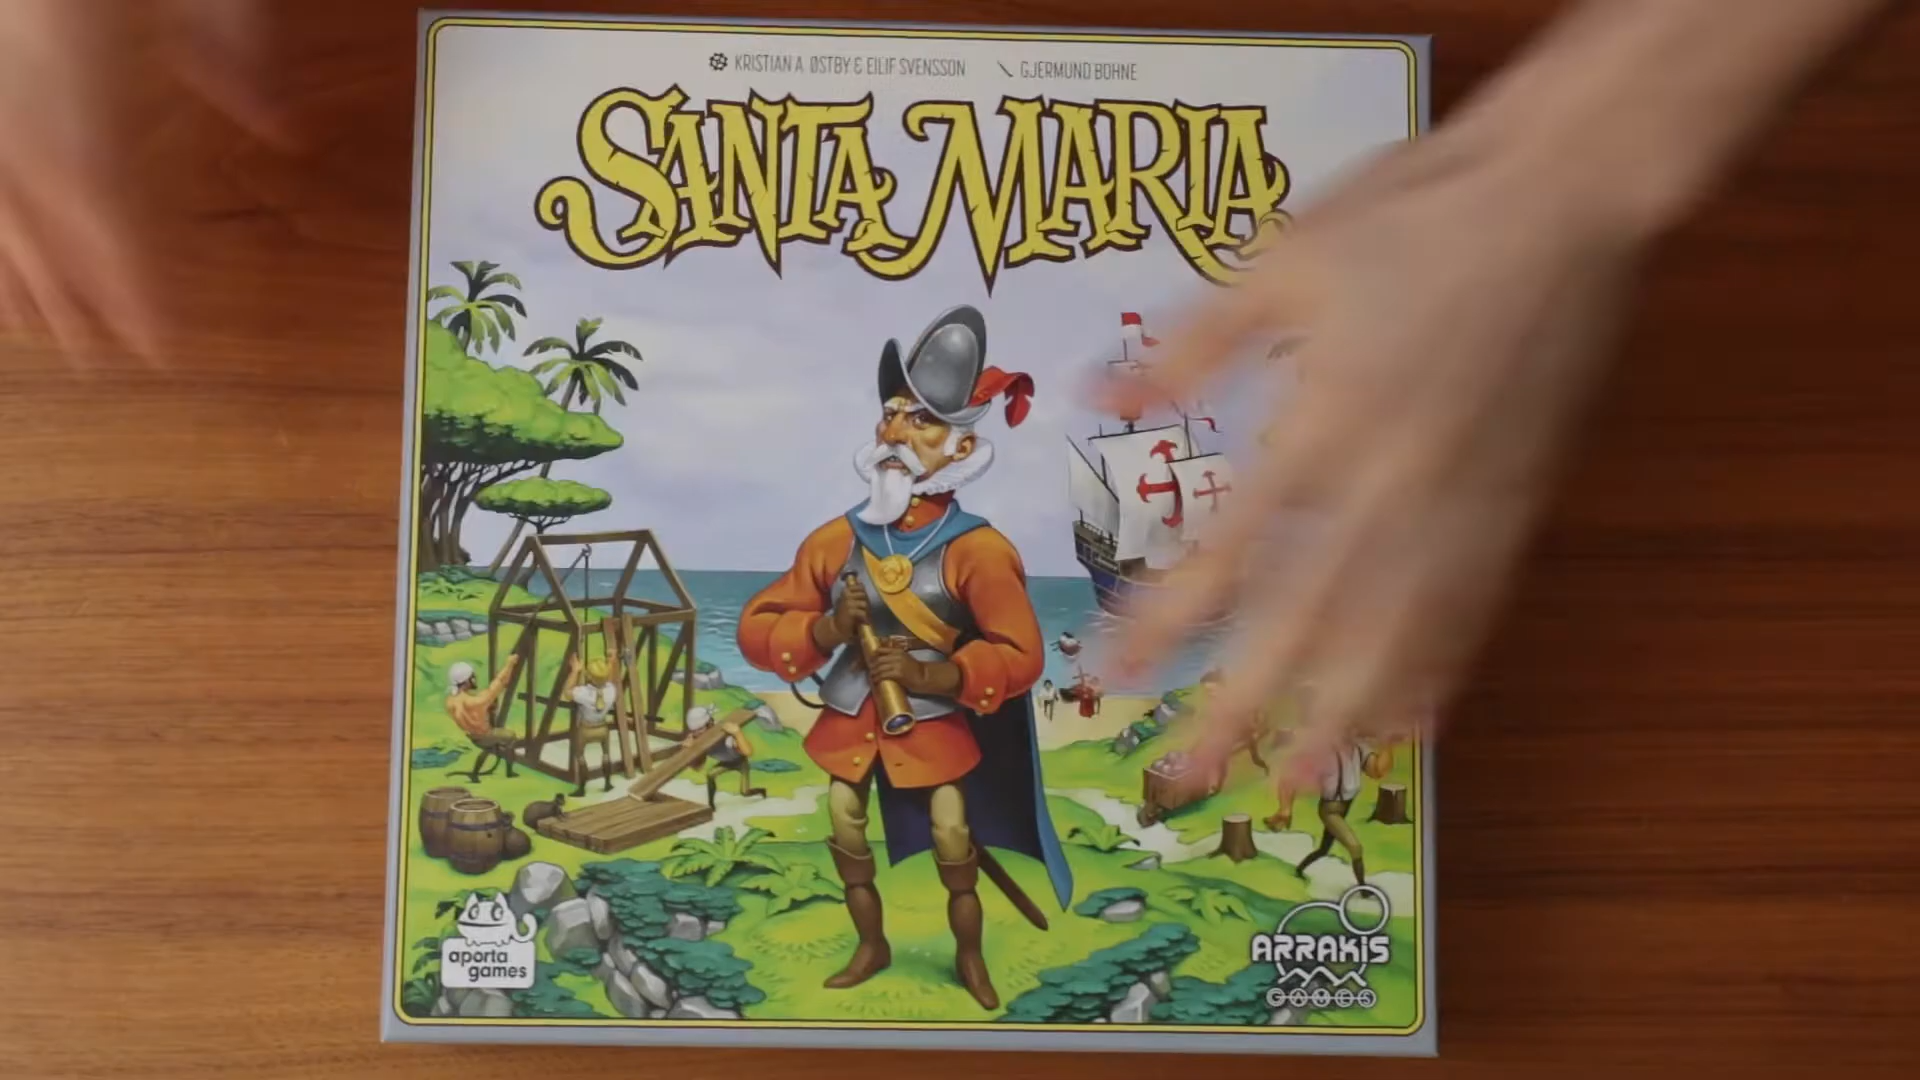 KRISTIAN A. ØSTBY & EILIF SVENSSON GJERMUND BOHNE
SANTA MARIA
aporta
games
ARRAKIS
GAMES